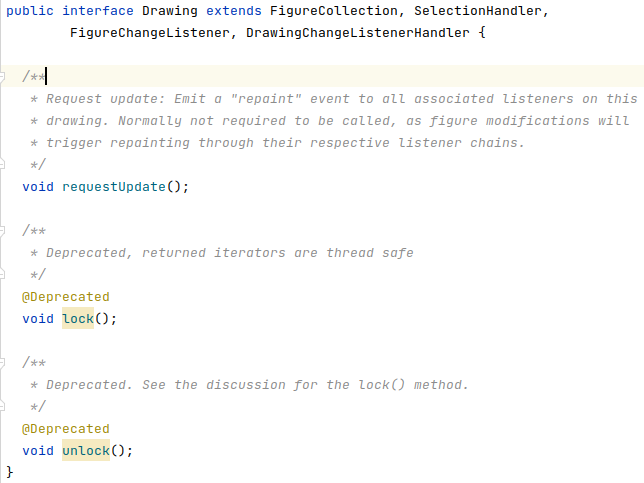 public interface Drawing extends FigureCollection, SelectionHandler,
        FigureChangeListener, DrawingChangeListenerHandler {

  /**
   * Request update: Emit a "repaint" event to all associated listeners on this
   * drawing. Normally not required to be called, as figure modifications will
   * trigger repainting through their respective listener chains.
   */
  void requestUpdate();

  /**
   * Deprecated, returned iterators are thread safe
   */
  @Deprecated
  void lock();

  /**
   * Deprecated. See the discussion for the lock() method.
   */
  @Deprecated
  void unlock();
}